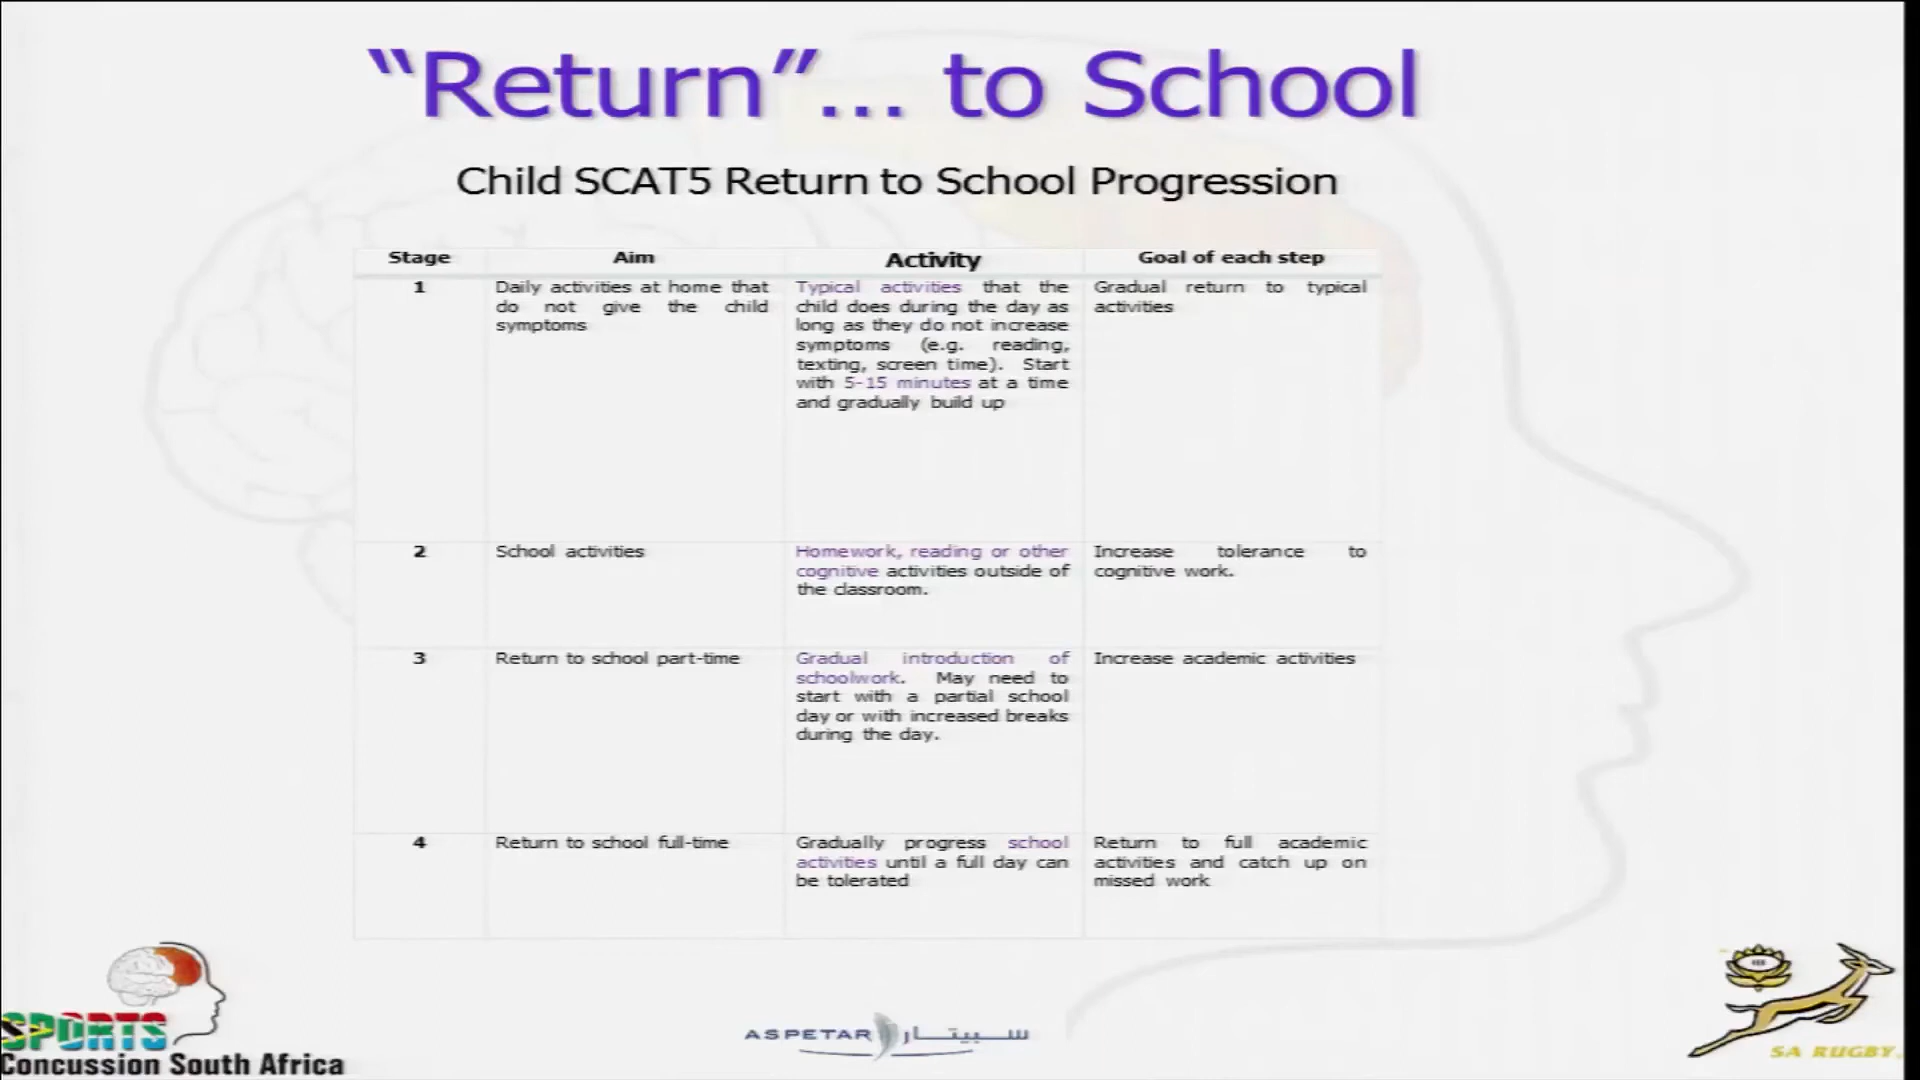 “Return”... to School
Child SCAT5 Return to School Progression
Stage Aim Activity Goal of each step
1
Daily activities at home that
do not give the child
symptoms
Typical activities that the
child does during the day as
long as they do not increase
symptoms (e.g. reading,
texting, screen time). Start
with 5-15 minutes at a time
and gradually build up
Gradual return to typical
activities
2
School activities
Homework, reading or other
cognitive activities outside of
the classroom.
Increase tolerance to
cognitive work.
3
Return to school part-time
Gradual introduction of
schoolwork. May need to
start with a partial school
day or with increased breaks
during the day.
Increase academic activities
4
Return to school full-time
Gradually progress school
activities until a full day can
be tolerated
Return to full academic
activities and catch up on
missed work
SPORTS
Concussion South Africa
ASPETAR سبيتار
SA RUGBY